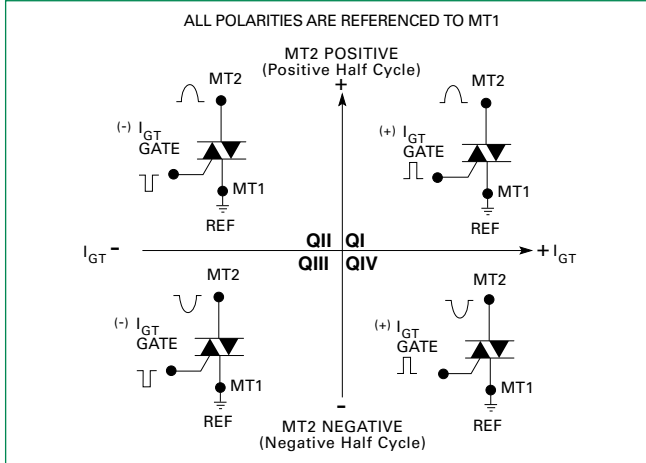 ALL POLARITIES ARE REFERENCED TO MT1
MT2 POSITIVE
(Positive Half Cycle)
+
MT2
(-) IGT
GATE
MT1
REF
MT2
(+) IGT
GATE
MT1
REF
IGT -
QII QI
QIII QIV
+ IGT
MT2
(-) IGT
GATE
MT1
REF
MT2
(+) IGT
GATE
MT1
REF
-
MT2 NEGATIVE
(Negative Half Cycle)